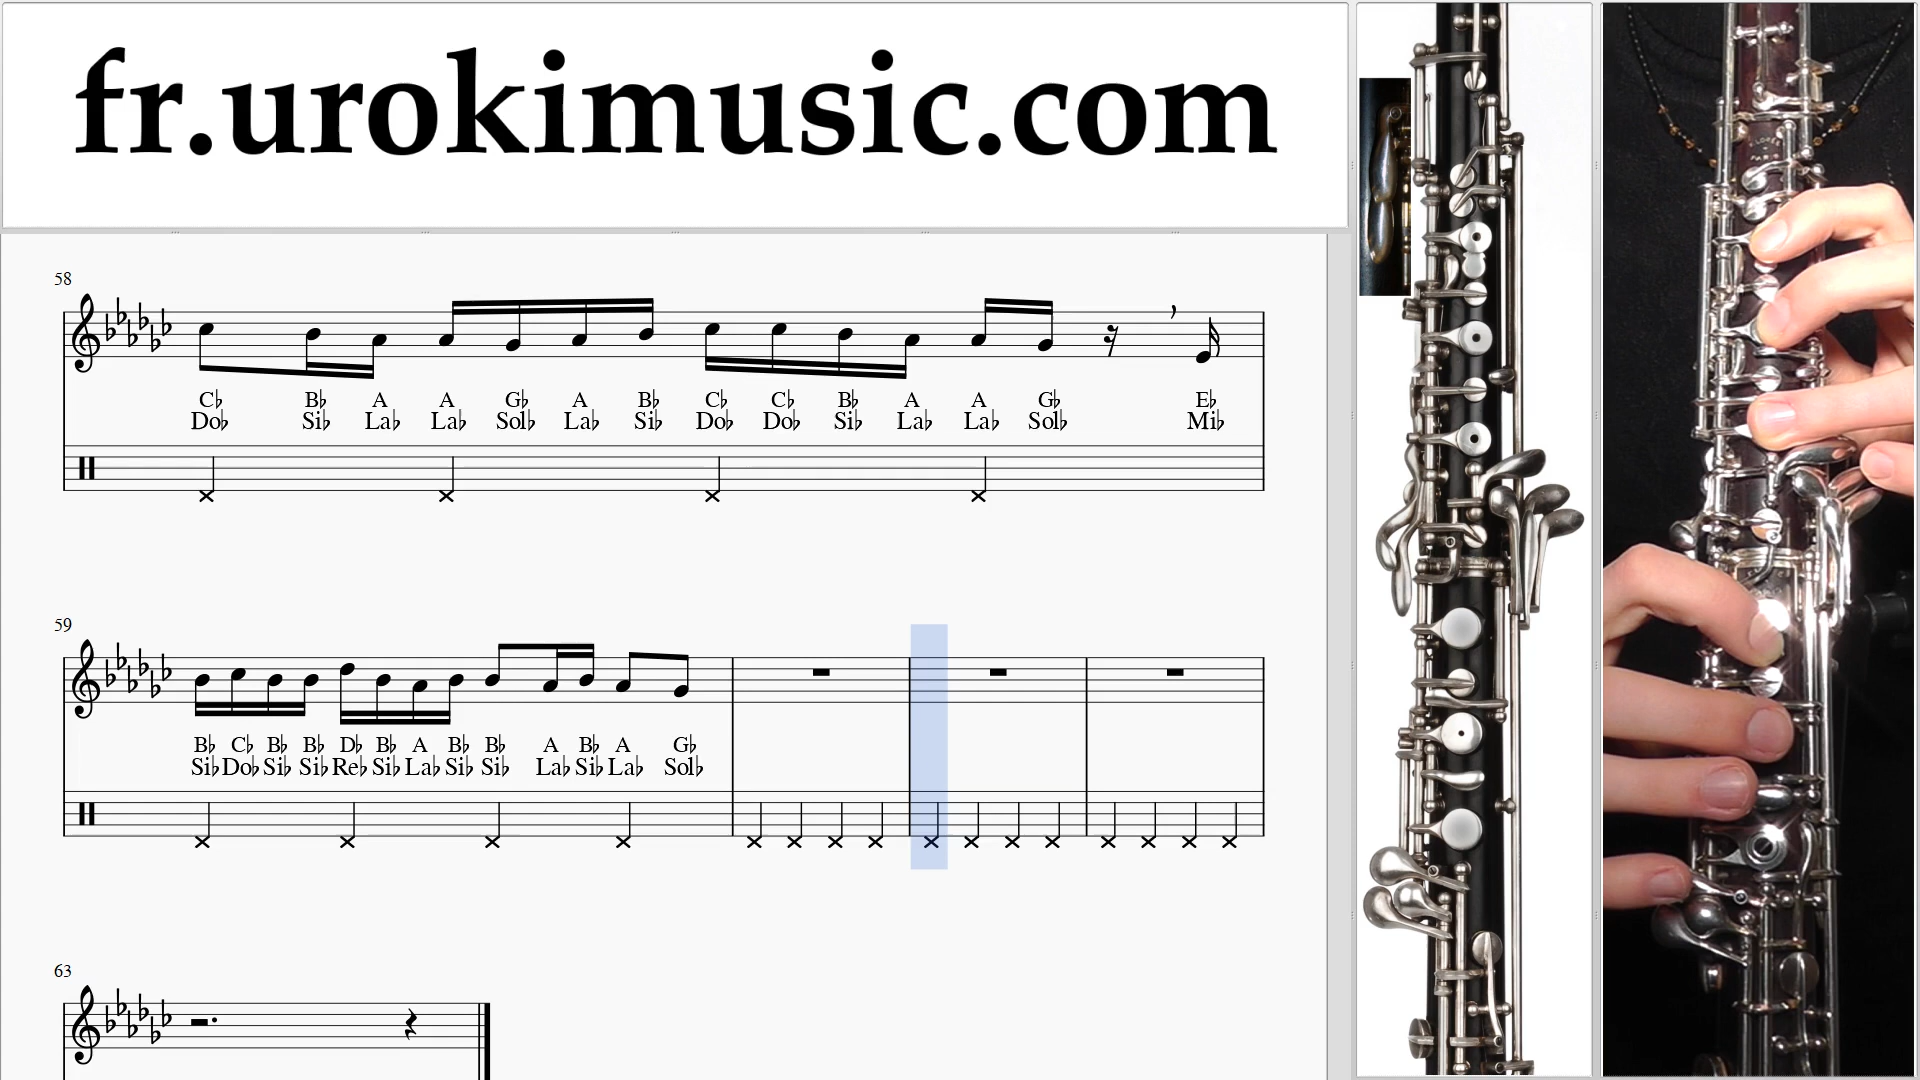 fr.urokimusic.com
58
C♭ B♭ A A G♭ A B♭ C♭ C♭ B♭ A A G♭ E♭
Do♭ Si♭ La♭ La♭ Sol♭ La♭ Si♭ Do♭ Do♭ Si♭ La♭ La♭ Sol♭ Mi♭
59
B♭ C♭ B♭ B♭ D♭ B♭ A B♭ B♭ A B♭ A G♭
Si♭ Do♭ Si♭ Si♭ Re♭ Si♭ La♭ Si♭ Si♭ La♭ Si♭ La♭ Sol♭
63